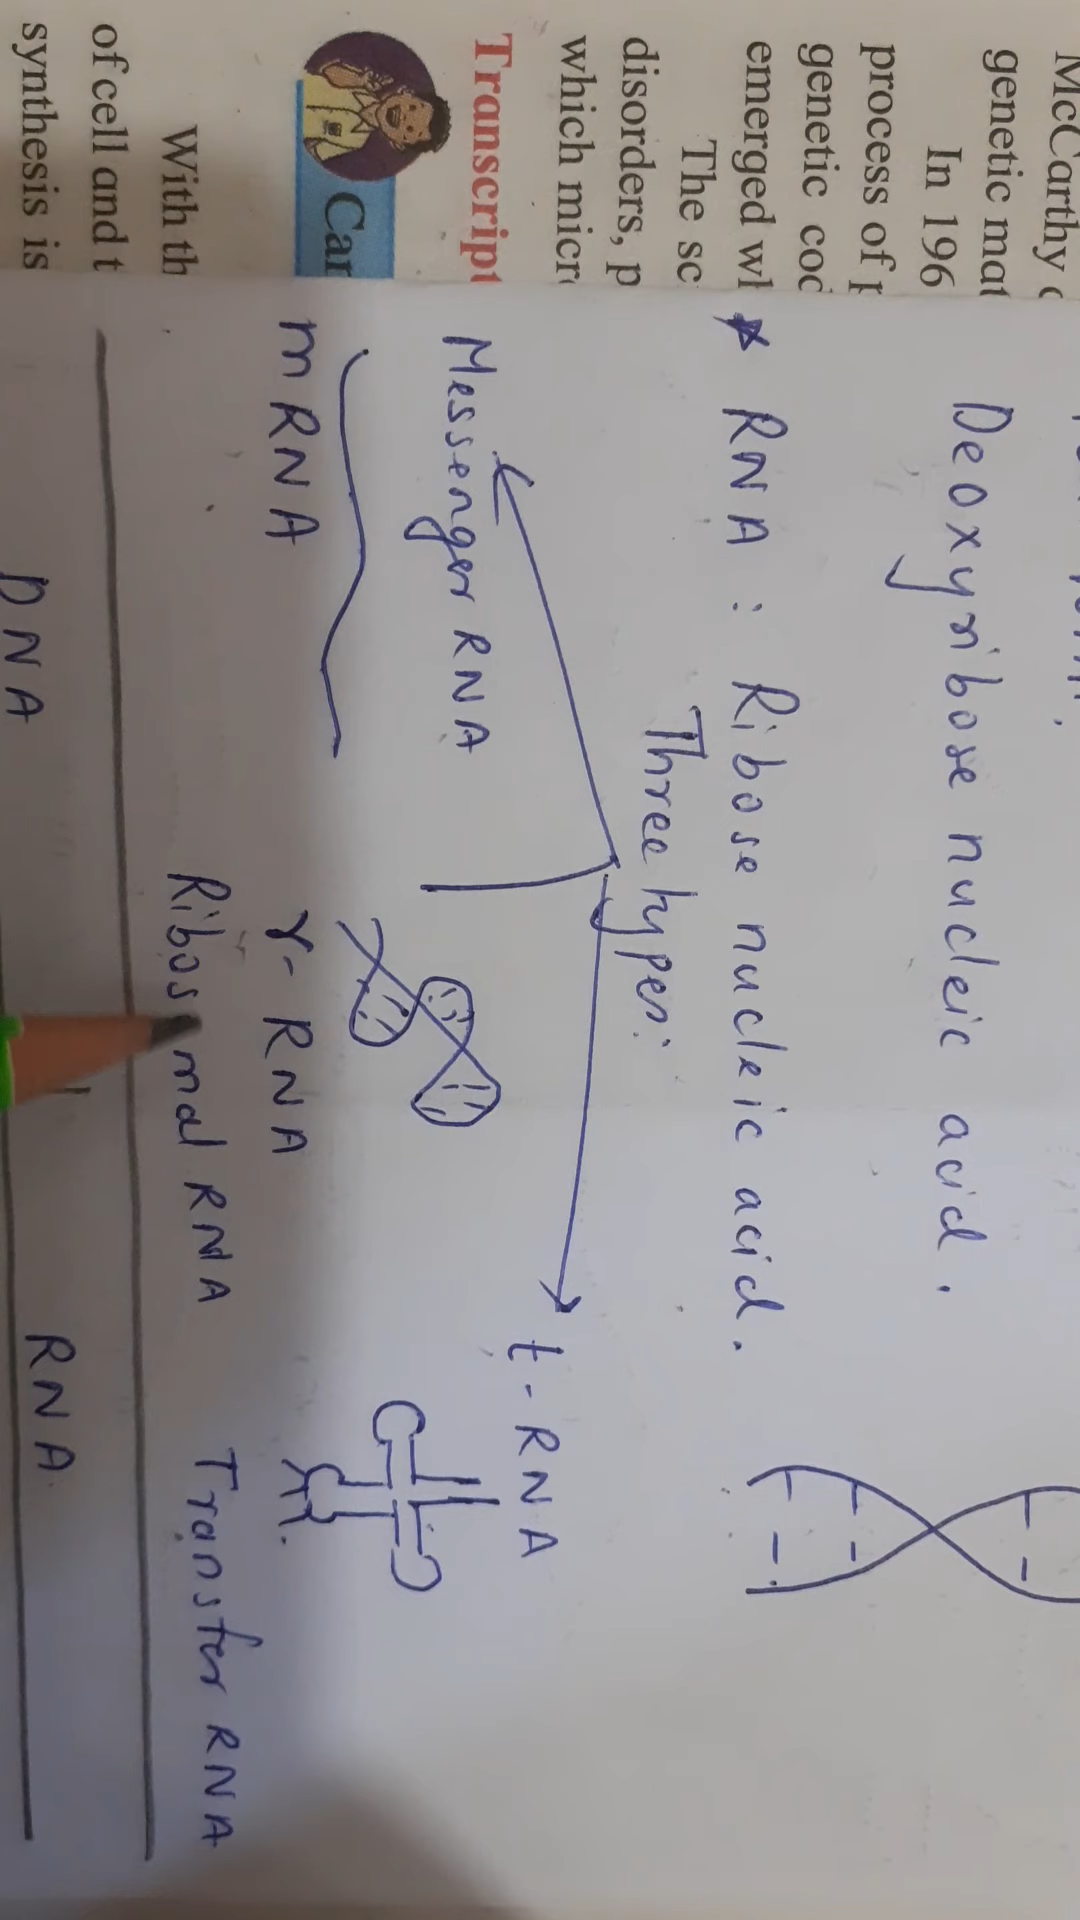 McCarthy
genetic mat
In 196
process of p
genetic cod
emerged wh
The sc
disorders, p
which micr
Transcript
Can
With th
of cell and t
synthesis is
Deoxyribose nucleic acid.
* RNA : Ribose nucleic acid.
Three types:
t-RNA
Messenger RNA
mRNA
r-RNA
Ribosomal RNA
Transfer RNA
DNA
RNA